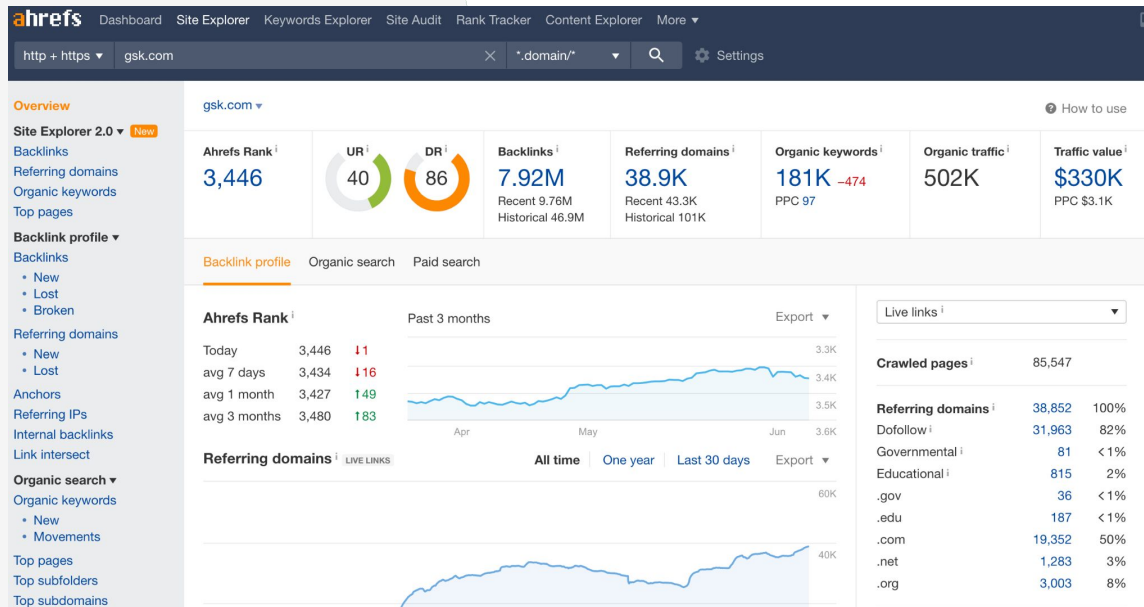 ahrefs Dashboard Site Explorer Keywords Explorer Site Audit Rank Tracker Content Explorer More ▼
http + https ▼ gsk.com × *.domain/* ▼ Settings
Overview
Site Explorer 2.0 ▼ New
Backlinks
Referring domains
Organic keywords
Top pages
Backlink profile ▼
Backlinks
• New
• Lost
• Broken
Referring domains
• New
• Lost
Anchors
Referring IPs
Internal backlinks
Link intersect
Organic search ▼
Organic keywords
• New
• Movements
Top pages
Top subfolders
Top subdomains
gsk.com ▼
? How to use
Ahrefs Rank i
3,446
UR i
40
DR i
86
Backlinks i
7.92M
Recent 9.76M
Historical 46.9M
Referring domains i
38.9K
Recent 43.3K
Historical 101K
Organic keywords i
181K -474
PPC 97
Organic traffic i
502K
Traffic value i
$330K
PPC $3.1K
Backlink profile Organic search Paid search
Ahrefs Rank i
Today 3,446 ↓1
avg 7 days 3,434 ↓16
avg 1 month 3,427 ↑49
avg 3 months 3,480 ↑83
Past 3 months Export ▼
3.3K
3.4K
3.5K
3.6K
Apr May Jun
Referring domains i LIVE LINKS All time One year Last 30 days Export ▼
60K
40K
Live links i ▼
Crawled pages i 85,547
Referring domains i 38,852 100%
Dofollow i 31,963 82%
Governmental i 81 <1%
Educational i 815 2%
.gov 36 <1%
.edu 187 <1%
.com 19,352 50%
.net 1,283 3%
.org 3,003 8%